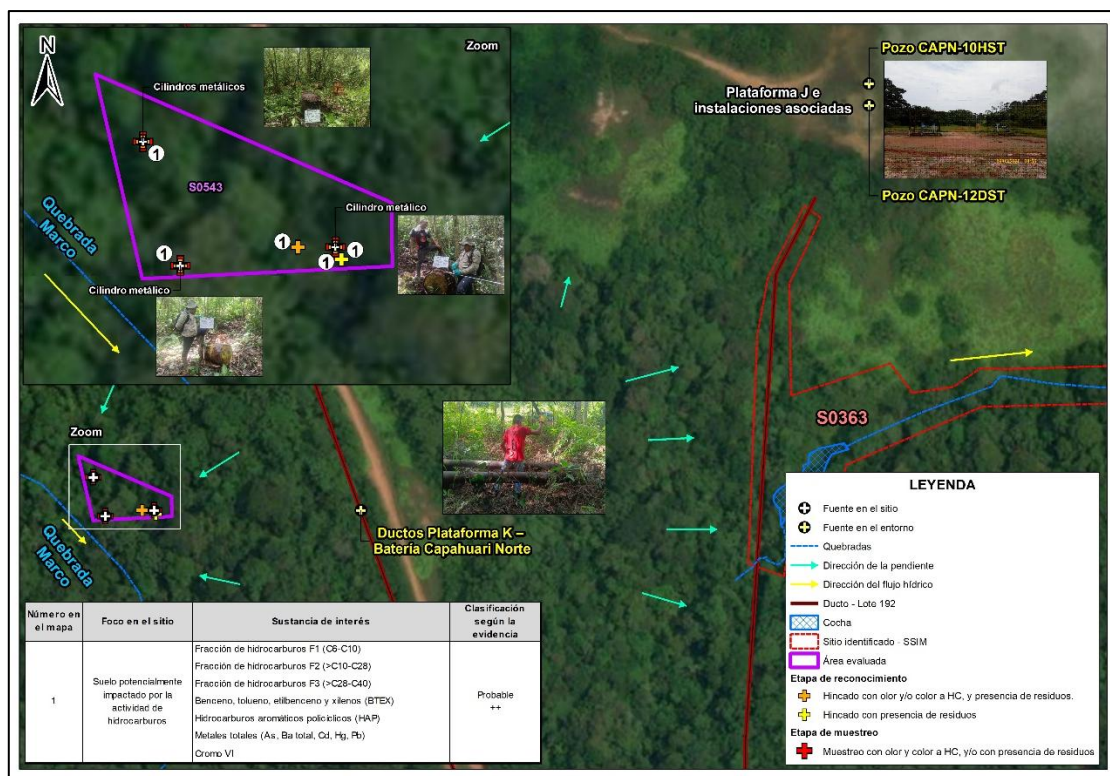 N
Zoom
Cilindros metálicos
1
S0543
Cilindro metálico
1
1
1
1
Cilindro metálico
Quebrada
Marco
Pozo CAPN-10HST
Plataforma J e
instalaciones asociadas
Pozo CAPN-12DST
Zoom
Quebrada
Marco
Ductos Plataforma K –
Batería Capahuari Norte
S0363
LEYENDA
Fuente en el sitio
Fuente en el entorno
Quebradas
Dirección de la pendiente
Dirección del flujo hídrico
Ducto - Lote 192
Cocha
Sitio identificado - SSIM
Área evaluada
Etapa de reconocimiento
Hincado con olor y/o color a HC, y presencia de residuos.
Hincado con presencia de residuos
Etapa de muestreo
Muestreo con olor y color a HC, y/o con presencia de residuos
Número en
el mapa
Foco en el sitio
Sustancia de interés
Clasificación
según la
evidencia
1
Suelo potencialmente
impactado por la
actividad de
hidrocarburos
Fracción de hidrocarburos F1 (C6-C10)
Fracción de hidrocarburos F2 (>C10-C28)
Fracción de hidrocarburos F3 (>C28-C40)
Benceno, tolueno, etilbenceno y xilenos (BTEX)
Hidrocarburos aromáticos policíclicos (HAP)
Metales totales (As, Ba total, Cd, Hg, Pb)
Cromo VI
Probable
++